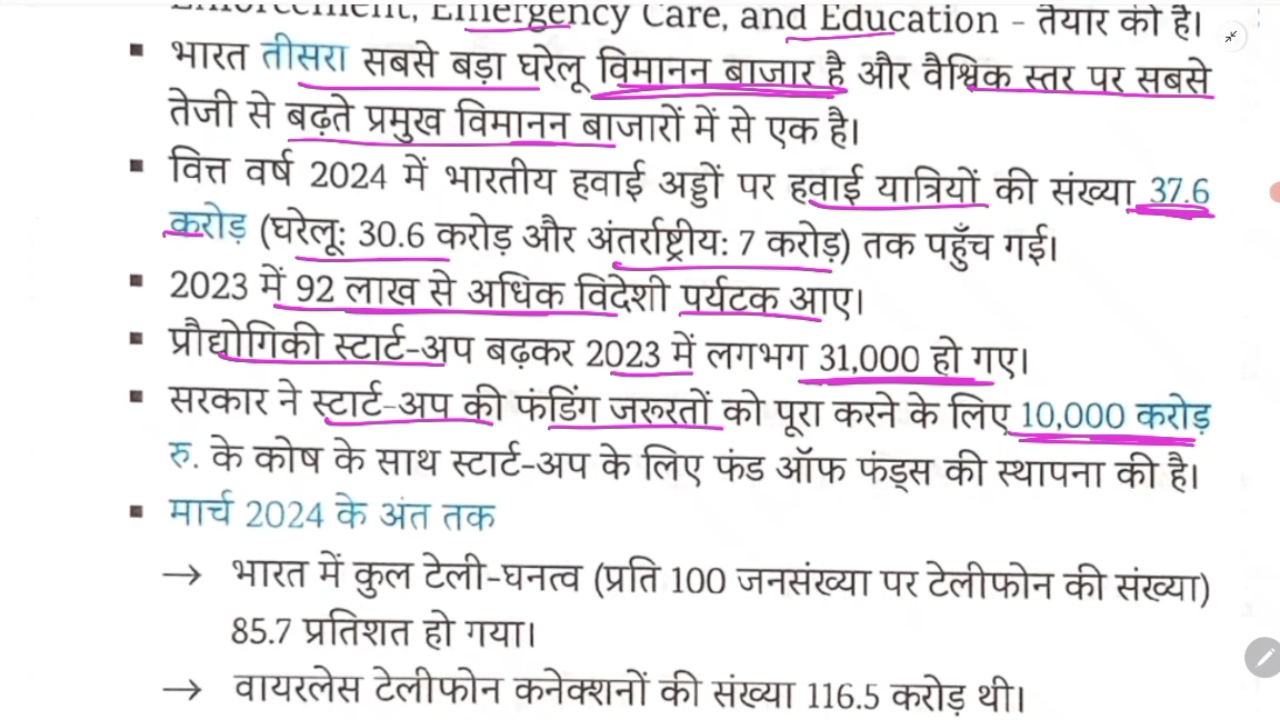 Enforcement, Emergency Care, and Education - तैयार की है।
▪ भारत तीसरा सबसे बड़ा घरेलू विमानन बाजार है और वैश्विक स्तर पर सबसे
तेजी से बढ़ते प्रमुख विमानन बाजारों में से एक है।
▪ वित्त वर्ष 2024 में भारतीय हवाई अड्डों पर हवाई यात्रियों की संख्या 37.6
करोड़ (घरेलू: 30.6 करोड़ और अंतर्राष्ट्रीय: 7 करोड़) तक पहुँच गई।
▪ 2023 में 92 लाख से अधिक विदेशी पर्यटक आए।
▪ प्रौद्योगिकी स्टार्ट-अप बढ़कर 2023 में लगभग 31,000 हो गए।
▪ सरकार ने स्टार्ट-अप की फंडिंग जरूरतों को पूरा करने के लिए 10,000 करोड़
रु. के कोष के साथ स्टार्ट-अप के लिए फंड ऑफ फंड्स की स्थापना की है।
▪ मार्च 2024 के अंत तक
→ भारत में कुल टेली-घनत्व (प्रति 100 जनसंख्या पर टेलीफोन की संख्या)
85.7 प्रतिशत हो गया।
→ वायरलेस टेलीफोन कनेक्शनों की संख्या 116.5 करोड़ थी।